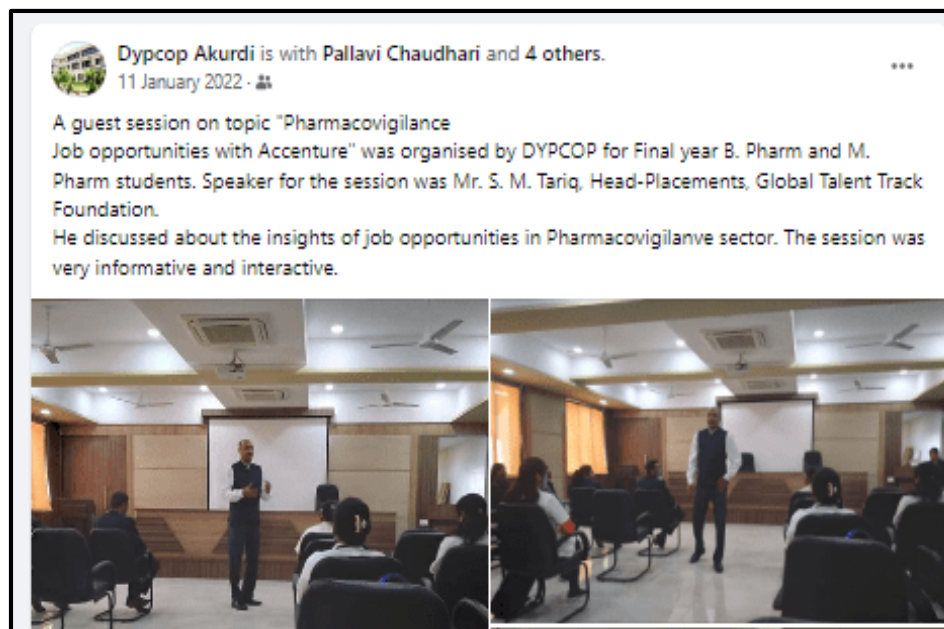 Dypcop Akurdi is with Pallavi Chaudhari and 4 others.
11 January 2022 ·
A guest session on topic "Pharmacovigilance
Job opportunities with Accenture" was organised by DYPCOP for Final year B. Pharm and M.
Pharm students. Speaker for the session was Mr. S. M. Tariq, Head-Placements, Global Talent Track
Foundation.
He discussed about the insights of job opportunities in Pharmacovigilanve sector. The session was
very informative and interactive.